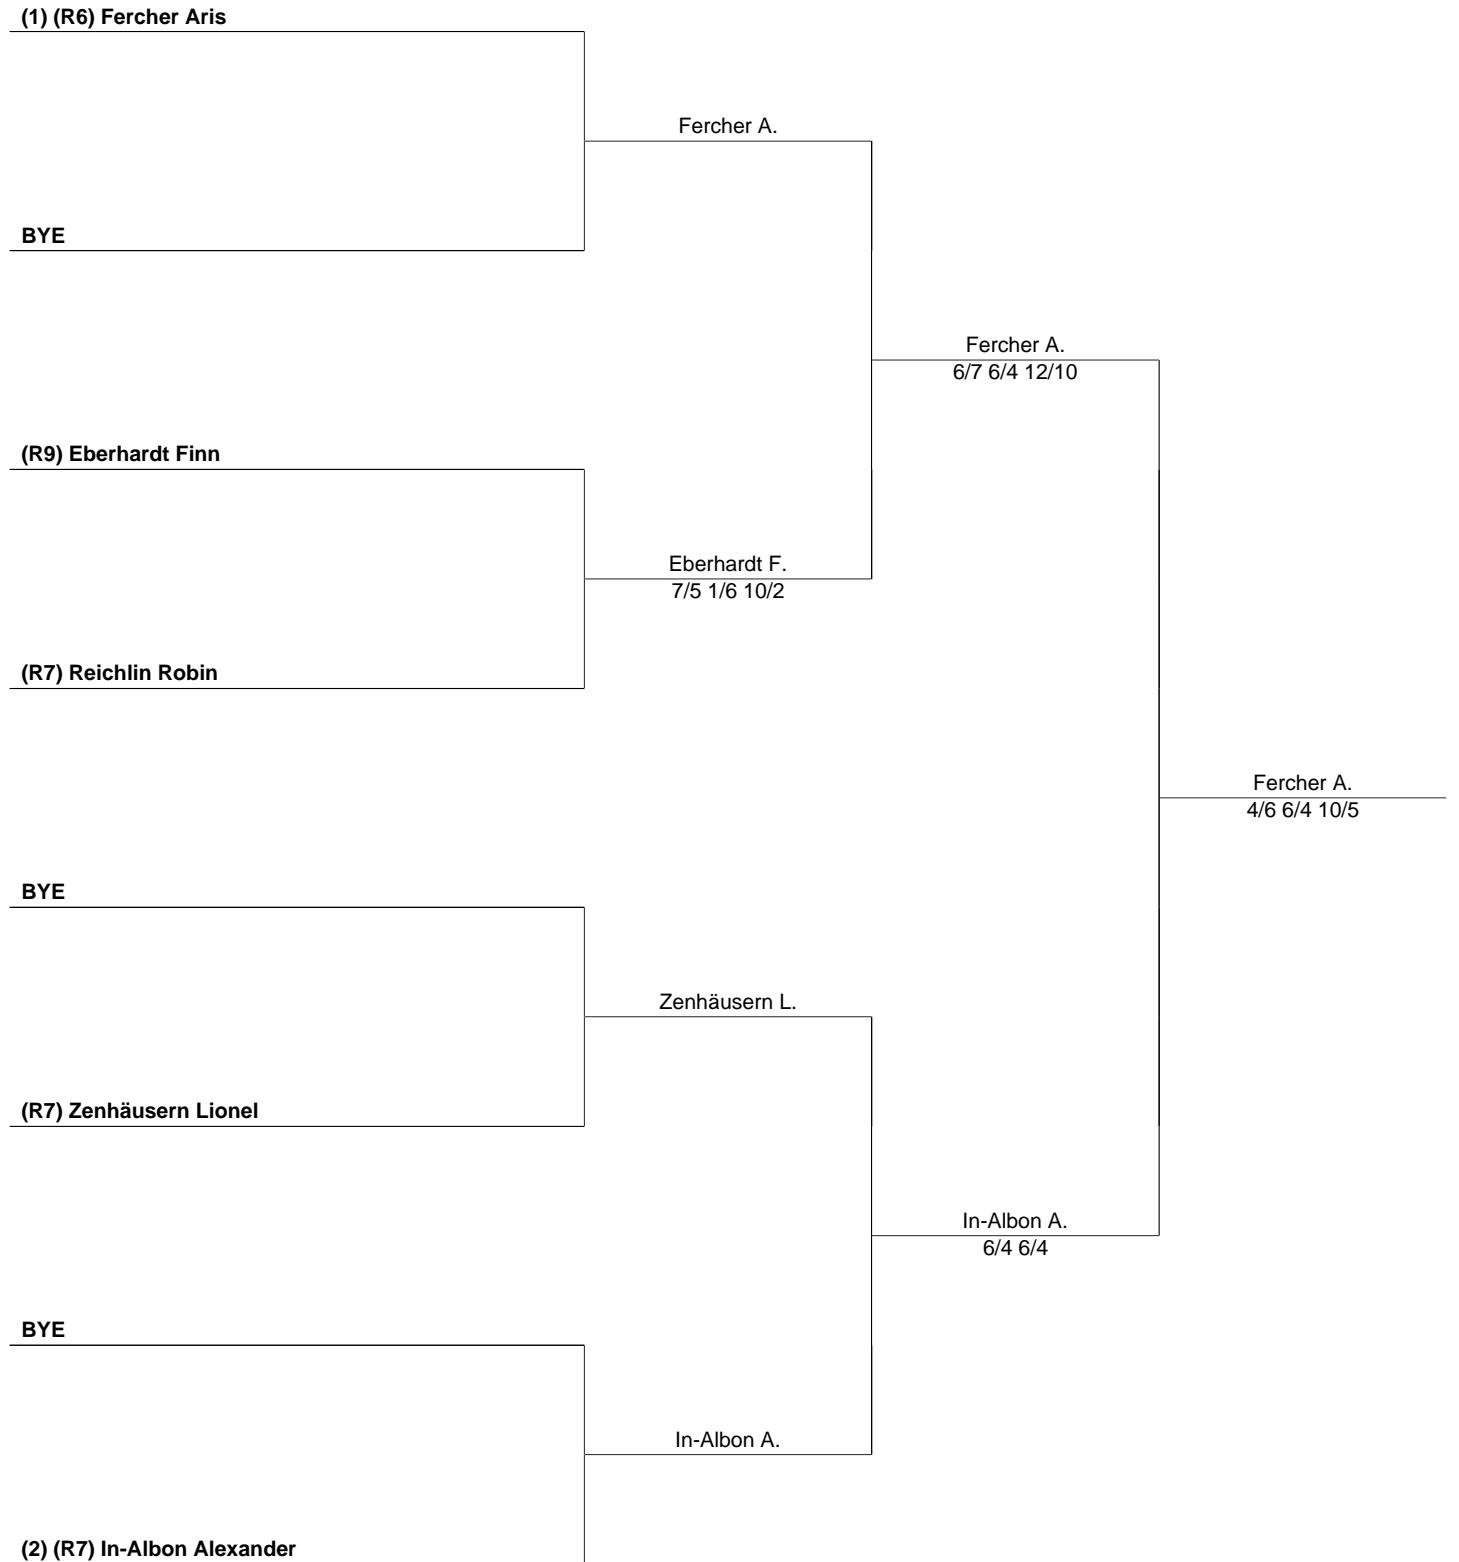 (1) (R6) Fercher Aris
Fercher A.
BYE
Fercher A.
6/7 6/4 12/10
(R9) Eberhardt Finn
Eberhardt F.
7/5 1/6 10/2
(R7) Reichlin Robin
Fercher A.
4/6 6/4 10/5
BYE
Zenhäusern L.
(R7) Zenhäusern Lionel
In-Albon A.
6/4 6/4
BYE
In-Albon A.
(2) (R7) In-Albon Alexander